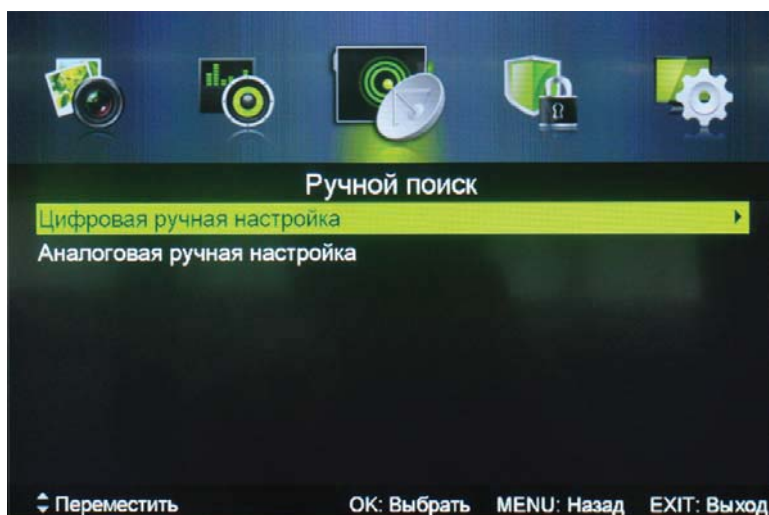 Ручной поиск
Цифровая ручная настройка
Аналоговая ручная настройка
Переместить OK: Выбрать MENU: Назад EXIT: Выход